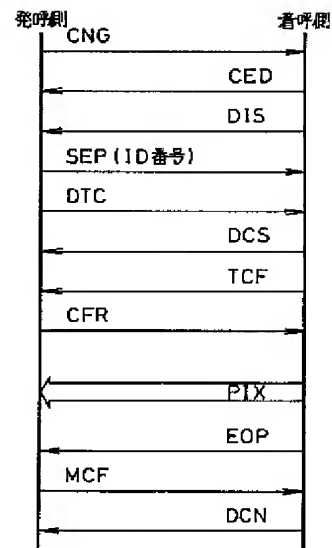 発呼側 着呼側
CNG
CED
DIS
SEP(ID番号)
DTC
DCS
TCF
CFR
PIX
EOP
MCF
DCN